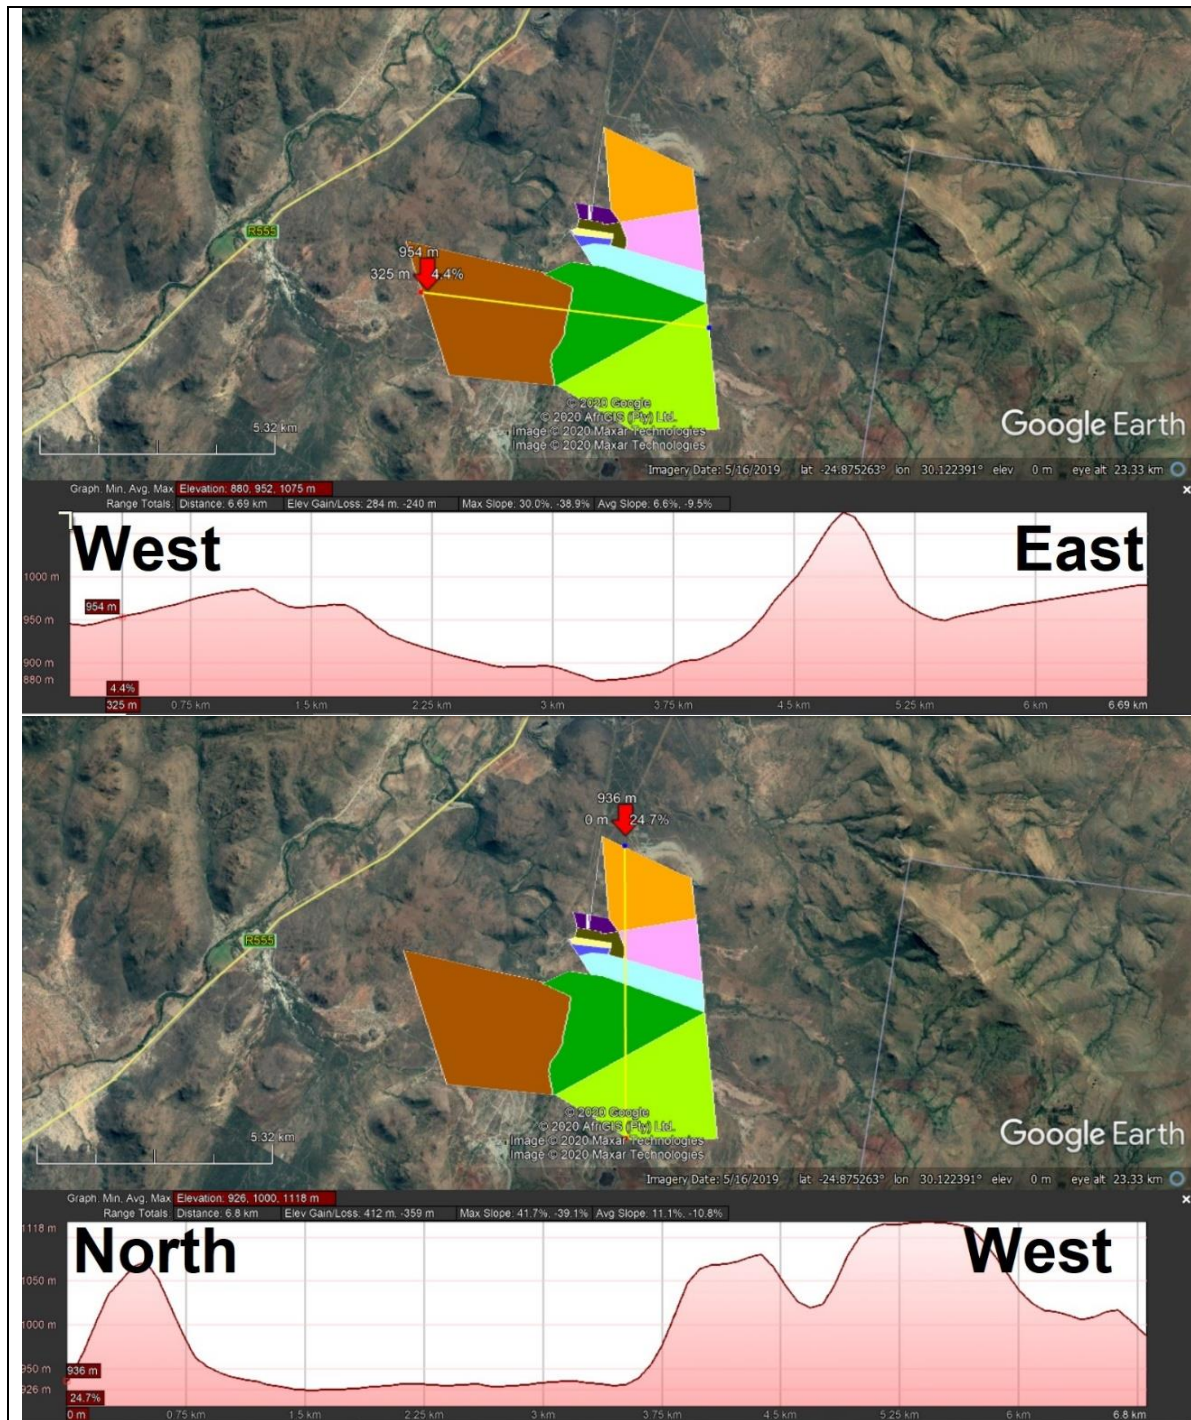 R555
954 m
325 m 4.4%
© 2020 Google
© 2020 AfriGIS (Pty) Ltd.
Image © 2020 Maxar Technologies
Image © 2020 Maxar Technologies
5.32 km
Google Earth
Imagery Date: 5/16/2019 lat -24.875263° lon 30.122391° elev 0 m eye alt 23.33 km
Graph: Min, Avg, Max Elevation: 880, 952, 1075 m
Range Totals: Distance: 6.69 km Elev Gain/Loss: 284 m, -240 m Max Slope: 30.0%, -38.9% Avg Slope: 6.6%, -9.5%
West East
1000 m
954 m
950 m
900 m
880 m
4.4%
325 m 0.75 km 1.5 km 2.25 km 3 km 3.75 km 4.5 km 5.25 km 6 km 6.69 km
936 m
0 m 24.7%
R555
© 2020 Google
© 2020 AfriGIS (Pty) Ltd.
Image © 2020 Maxar Technologies
Image © 2020 Maxar Technologies
5.32 km
Google Earth
Imagery Date: 5/16/2019 lat -24.875263° lon 30.122391° elev 0 m eye alt 23.33 km
Graph: Min, Avg, Max Elevation: 926, 1000, 1118 m
Range Totals: Distance: 6.8 km Elev Gain/Loss: 412 m, -359 m Max Slope: 41.7%, -39.1% Avg Slope: 11.1%, -10.8%
1118 m
North West
1050 m
1000 m
950 m
936 m
926 m
24.7%
0 m 0.75 km 1.5 km 2.25 km 3 km 3.75 km 4.5 km 5.25 km 6 km 6.8 km